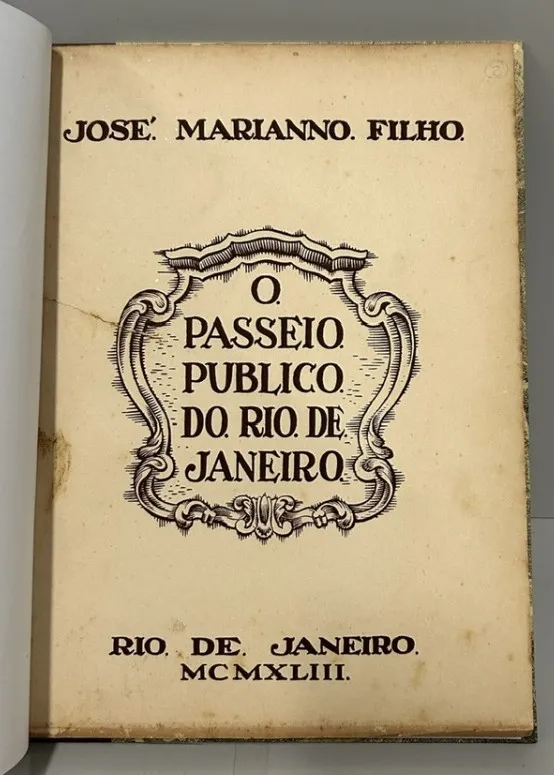 JOSÉ. MARIANNO. FILHO.
O.
PASSEIO.
PUBLICO.
DO. RIO. DE
JANEIRO.
RIO. DE. JANEIRO.
MCMXLIII.